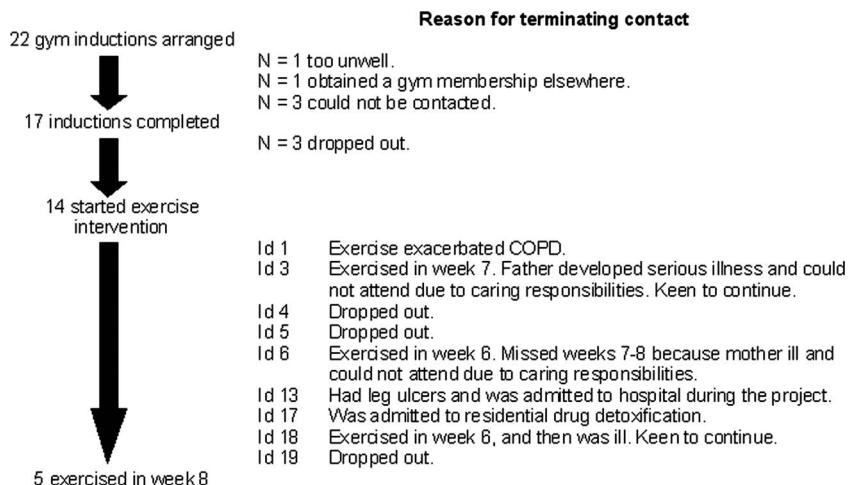 Reason for terminating contact
22 gym inductions arranged
N = 1 too unwell.
N = 1 obtained a gym membership elsewhere.
N = 3 could not be contacted.
17 inductions completed
N = 3 dropped out.
14 started exercise
intervention
Id 1 Exercise exacerbated COPD.
Id 3 Exercised in week 7. Father developed serious illness and could
not attend due to caring responsibilities. Keen to continue.
Id 4 Dropped out.
Id 5 Dropped out.
Id 6 Exercised in week 6. Missed weeks 7-8 because mother ill and
could not attend due to caring responsibilities.
Id 13 Had leg ulcers and was admitted to hospital during the project.
Id 17 Was admitted to residential drug detoxification.
Id 18 Exercised in week 6, and then was ill. Keen to continue.
Id 19 Dropped out.
5 exercised in week 8